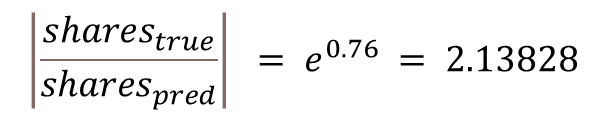 |shares_true / shares_pred| = e^0.76 = 2.13828